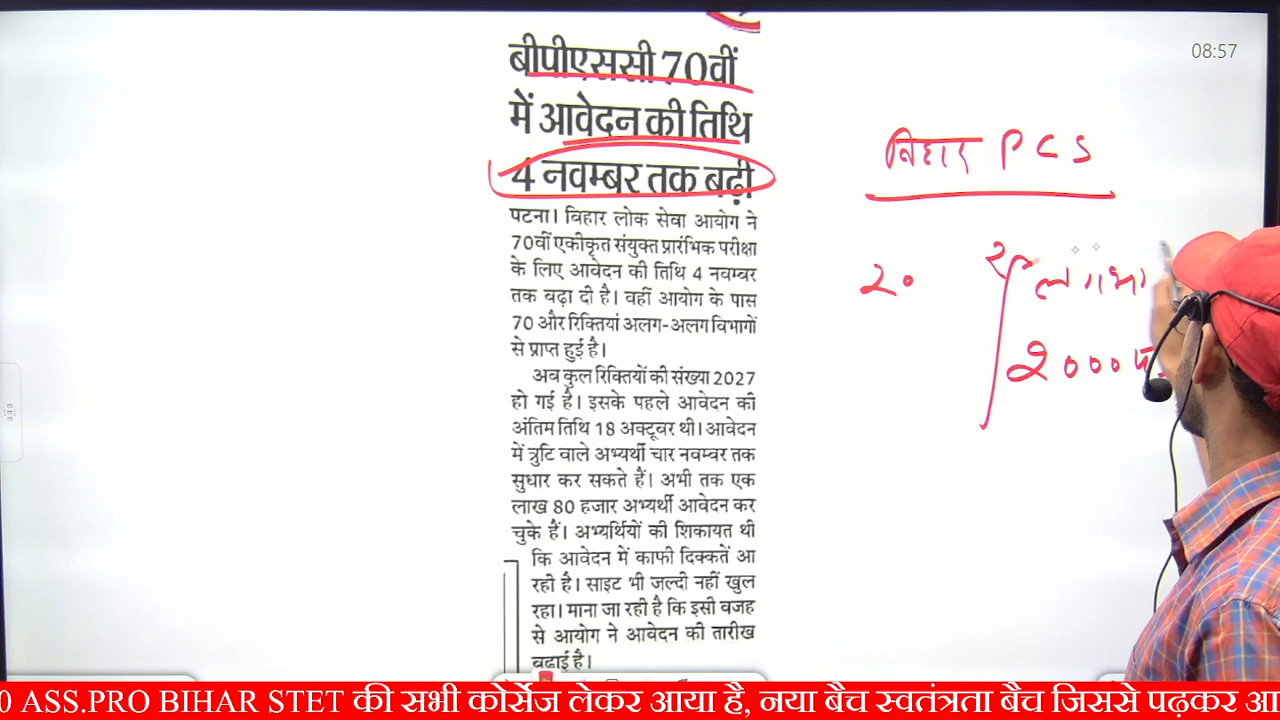 08:57
बीपीएससी 70वीं
में आवेदन की तिथि
4 नवम्बर तक बढ़ी
पटना। विहार लोक सेवा आयोग ने
70वीं एकीकृत संयुक्त प्रारंभिक परीक्षा
के लिए आवेदन की तिथि 4 नवम्बर
तक बढ़ा दी है। वहीं आयोग के पास
70 और रिक्तियां अलग-अलग विभागों
से प्राप्त हुई है।
अब कुल रिक्तियों की संख्या 2027
हो गई है। इसके पहले आवेदन की
अंतिम तिथि 18 अक्टूबर थी। आवेदन
में त्रुटि वाले अभ्यर्थी चार नवम्बर तक
सुधार कर सकते हैं। अभी तक एक
लाख 80 हजार अभ्यर्थी आवेदन कर
चुके हैं। अभ्यर्थियों की शिकायत थी
कि आवेदन में काफी दिक्कतें आ
रही है। साइट भी जल्दी नहीं खुल
रहा। माना जा रही है कि इसी वजह
से आयोग ने आवेदन की तारीख
बढ़ाई है।
बिहार PCS
20
लगभग
2000
0 ASS.PRO BIHAR STET की सभी कोर्सेज लेकर आया है, नया बैच स्वतंत्रता बैच जिससे पढ़कर आ